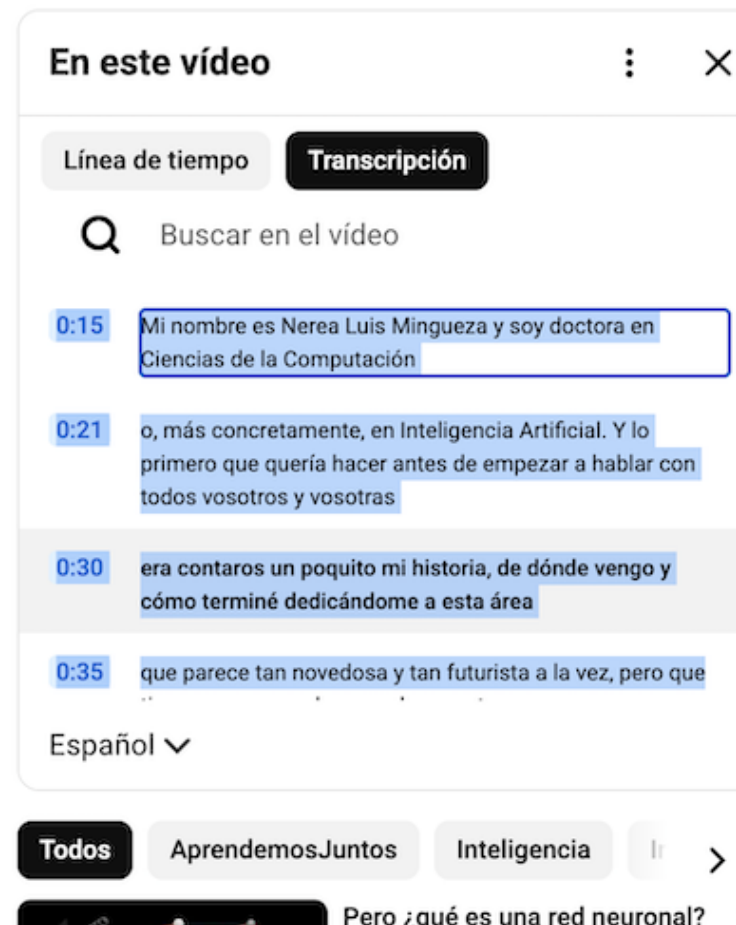 En este vídeo
Línea de tiempo
Transcripción
Buscar en el vídeo
0:15
Mi nombre es Nerea Luis Mingueza y soy doctora en
Ciencias de la Computación
0:21
o, más concretamente, en Inteligencia Artificial. Y lo
primero que quería hacer antes de empezar a hablar con
todos vosotros y vosotras
0:30
era contaros un poquito mi historia, de dónde vengo y
cómo terminé dedicándome a esta área
0:35
que parece tan novedosa y tan futurista a la vez, pero que
Español
Todos
AprendemosJuntos
Inteligencia
Pero ¿qué es una red neuronal?